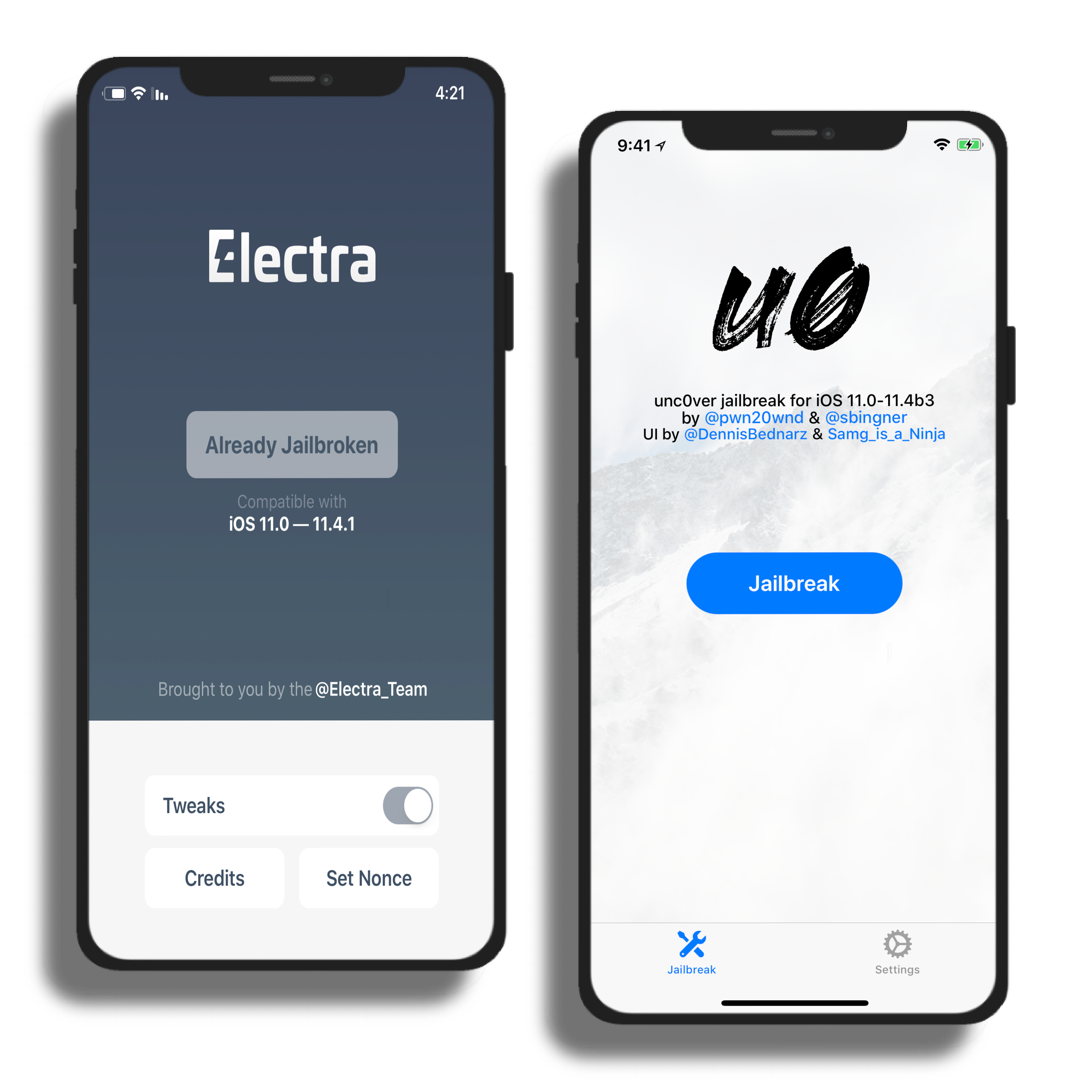 4:21
Electra
Already Jailbroken
Compatible with
iOS 11.0 — 11.4.1
Brought to you by the @Electra_Team
Tweaks
Credits
Set Nonce
9:41
u0
unc0ver jailbreak for iOS 11.0-11.4b3
by @pwn20wnd & @sbingner
UI by @DennisBednarz & Samg_is_a_Ninja
Jailbreak
Jailbreak
Settings